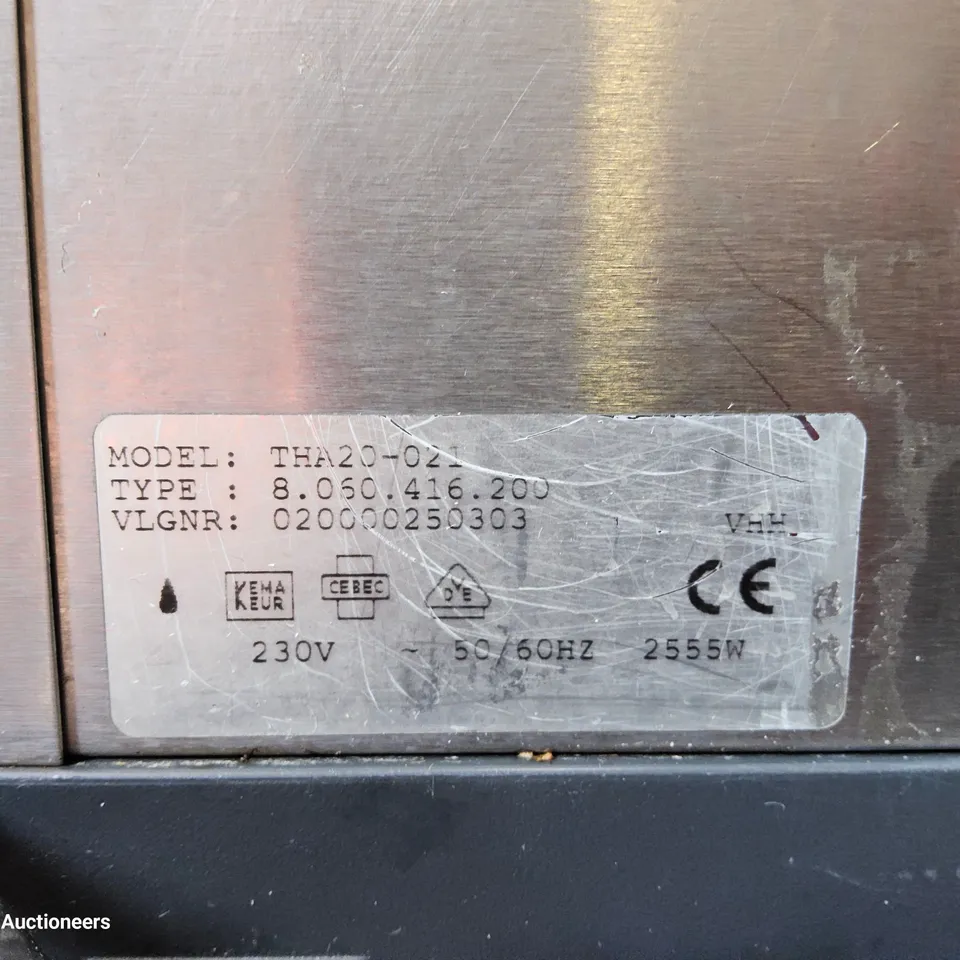 MODEL: THA20-021
TYPE : 8.060.416.200
VLGNR: 020000250303
VHH
KEMA KEUR
CEBEC
VDE
CE
230V ~ 50/60HZ 2555W
Auctioneers